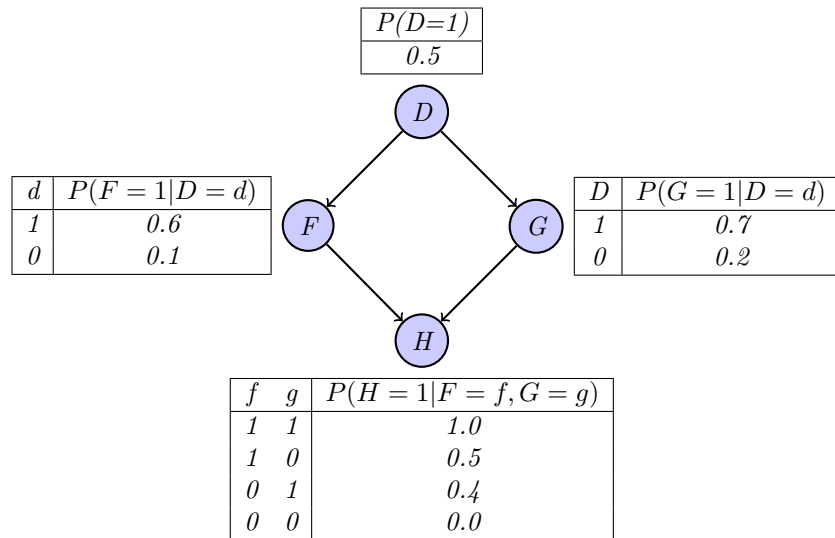 P(D=1)
0.5
D
d P(F = 1|D = d)
1 0.6
0 0.1
F
G
D P(G = 1|D = d)
1 0.7
0 0.2
H
f g P(H = 1|F = f, G = g)
1 1 1.0
1 0 0.5
0 1 0.4
0 0 0.0